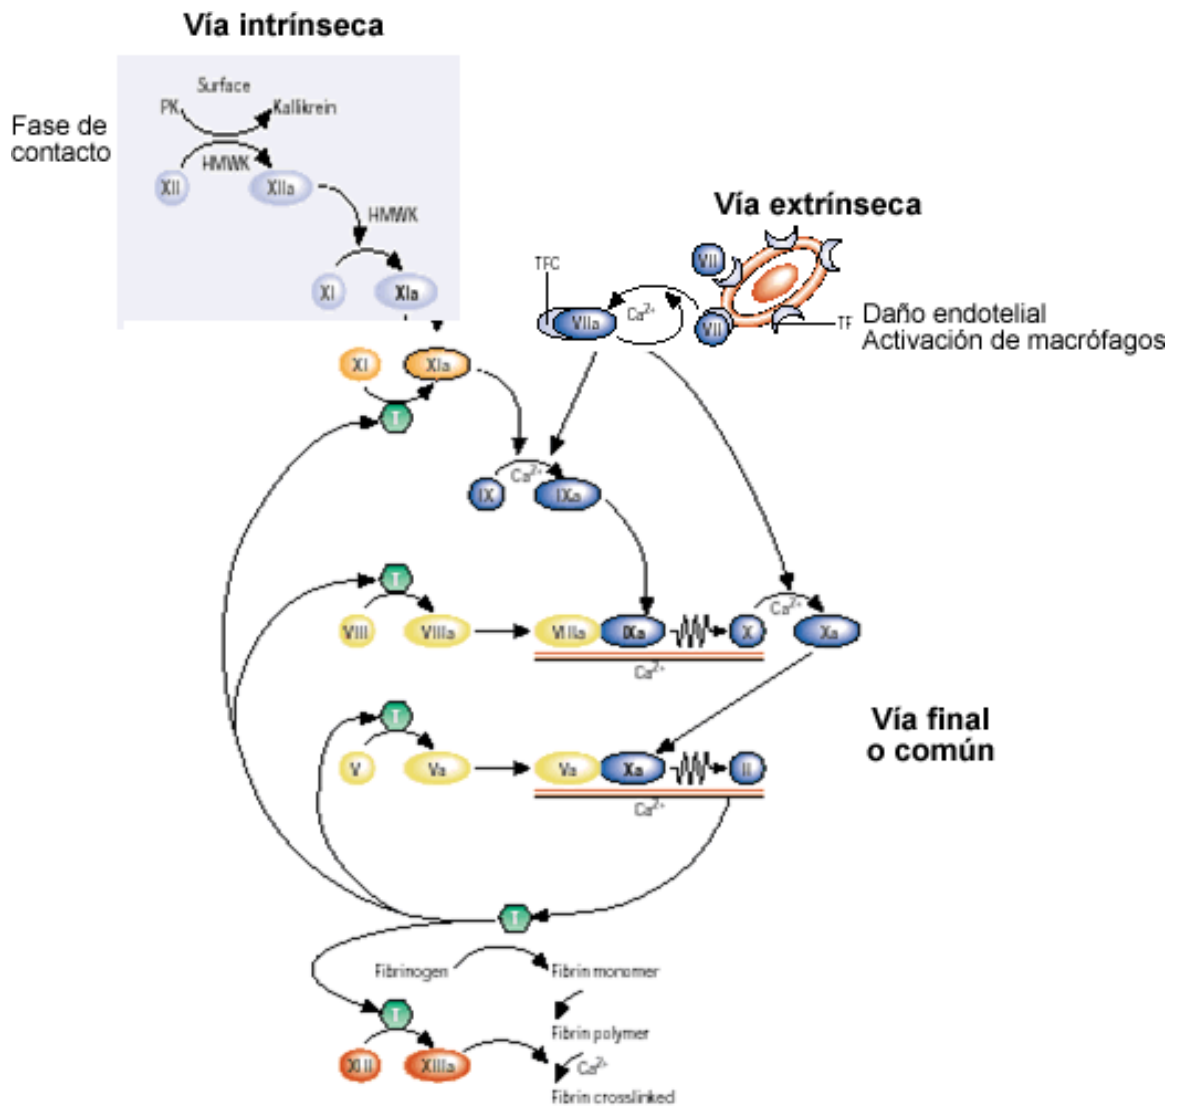 Vía intrínseca
Surface
PK
Kallikrein
Fase de
contacto
HMWK
XII
XIIa
HMWK
Vía extrínseca
XI
XIa
TFC
VII
VIIa
Ca2+
VII
TF
Daño endotelial
Activación de macrófagos
XI
XIa
T
Ca2+
IX
IXa
T
VIII
VIIIa
VIIIa
IXa
X
Ca2+
Xa
Ca2+
T
Vía final
o común
V
Va
Va
Xa
II
Ca2+
T
Fibrinogen
Fibrin monomer
T
Fibrin polymer
XIII
XIIIa
Ca2+
Fibrin crosslinked